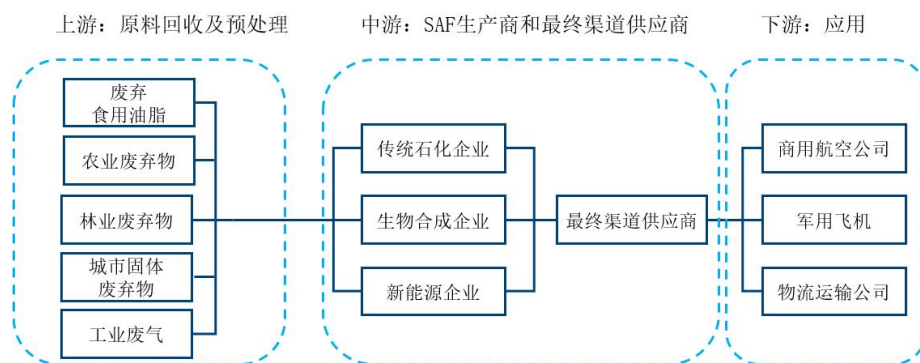 上游：原料回收及预处理
中游：SAF生产商和最终渠道供应商
下游：应用
废弃
食用油脂
农业废弃物
林业废弃物
城市固体
废弃物
工业废气
传统石化企业
生物合成企业
新能源企业
最终渠道供应商
商用航空公司
军用飞机
物流运输公司